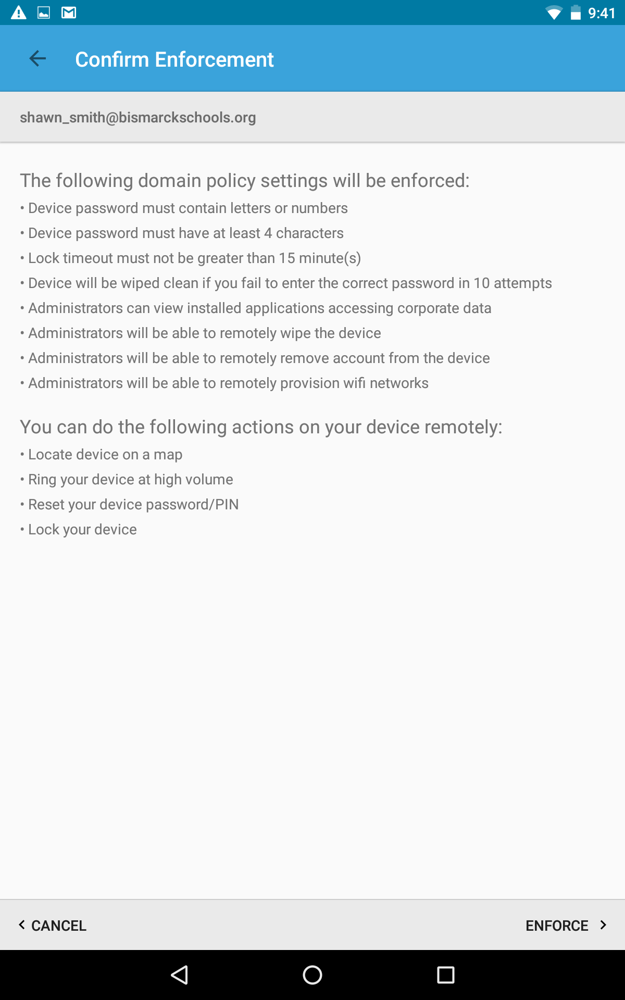 9:41
Confirm Enforcement
shawn_smith@bismarckschools.org
The following domain policy settings will be enforced:
• Device password must contain letters or numbers
• Device password must have at least 4 characters
• Lock timeout must not be greater than 15 minute(s)
• Device will be wiped clean if you fail to enter the correct password in 10 attempts
• Administrators can view installed applications accessing corporate data
• Administrators will be able to remotely wipe the device
• Administrators will be able to remotely remove account from the device
• Administrators will be able to remotely provision wifi networks
You can do the following actions on your device remotely:
• Locate device on a map
• Ring your device at high volume
• Reset your device password/PIN
• Lock your device
CANCEL
ENFORCE